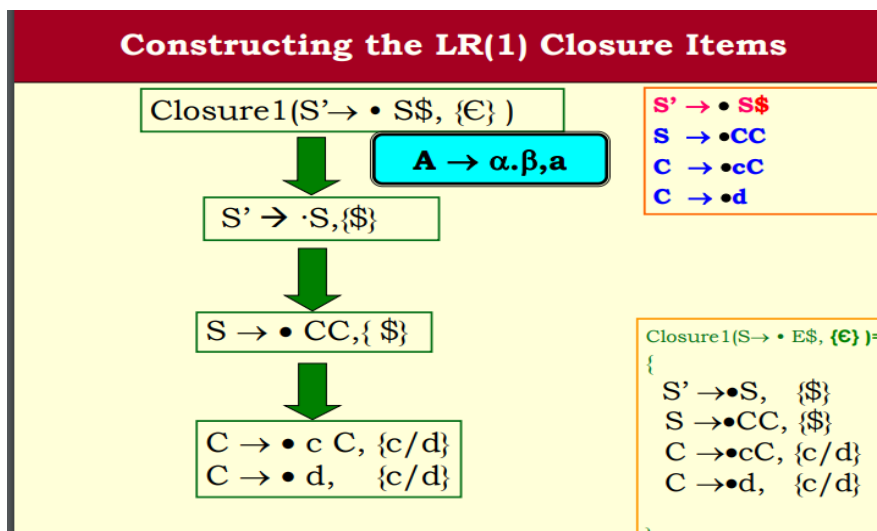 Constructing the LR(1) Closure Items
Closure1(S’→ • S$, {Є} )
A → α.β,a
S’ → ·S,{$}
S → • CC,{ $}
C → • c C, {c/d}
C → • d, {c/d}
S’ → • S$
S → •CC
C → •cC
C → •d
Closure1(S→ • E$, {Є} )=
{
S’ →•S, {$}
S →•CC, {$}
C →•cC, {c/d}
C →•d, {c/d}